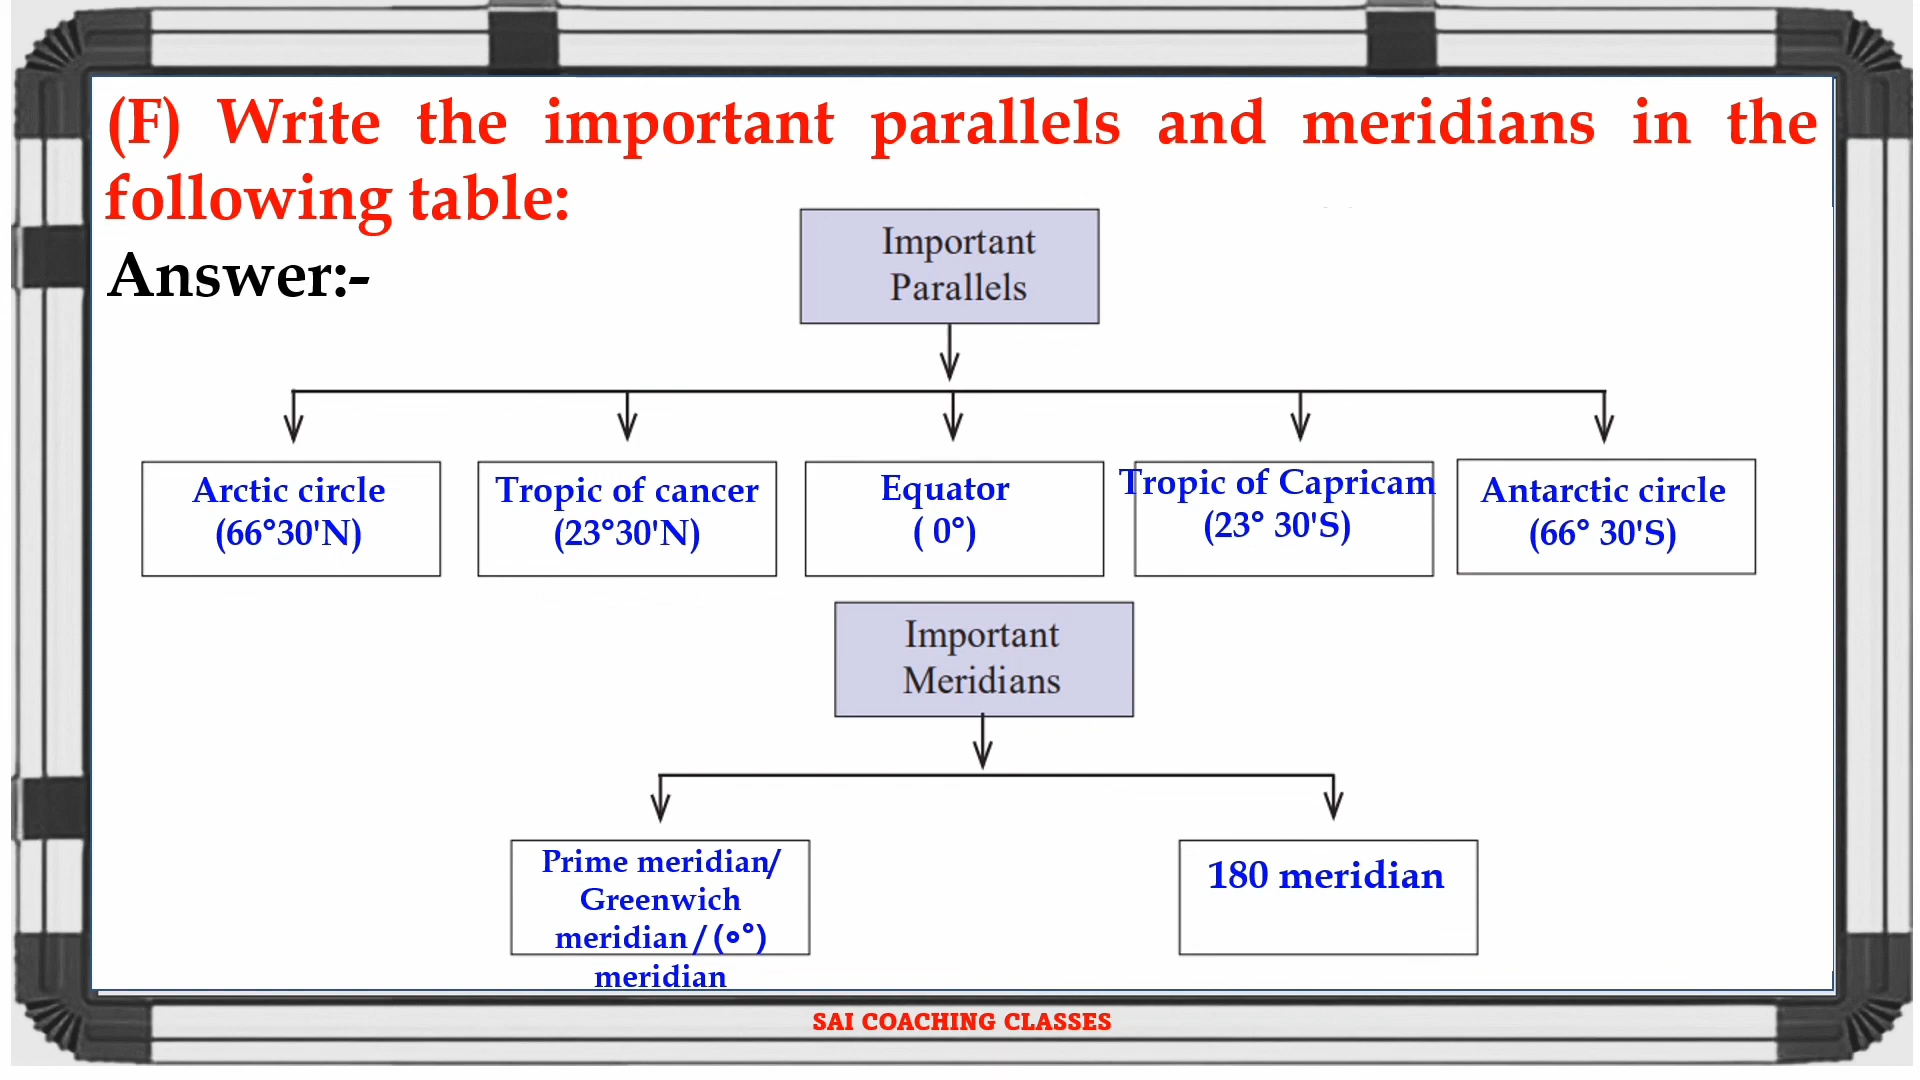 (F) Write the important parallels and meridians in the
following table:
Answer:-
Important
Parallels
Arctic circle
(66°30'N)
Tropic of cancer
(23°30'N)
Equator
( 0°)
Tropic of Capricam
(23° 30'S)
Antarctic circle
(66° 30'S)
Important
Meridians
Prime meridian/
Greenwich
meridian / (०°)
meridian
180 meridian
SAI COACHING CLASSES